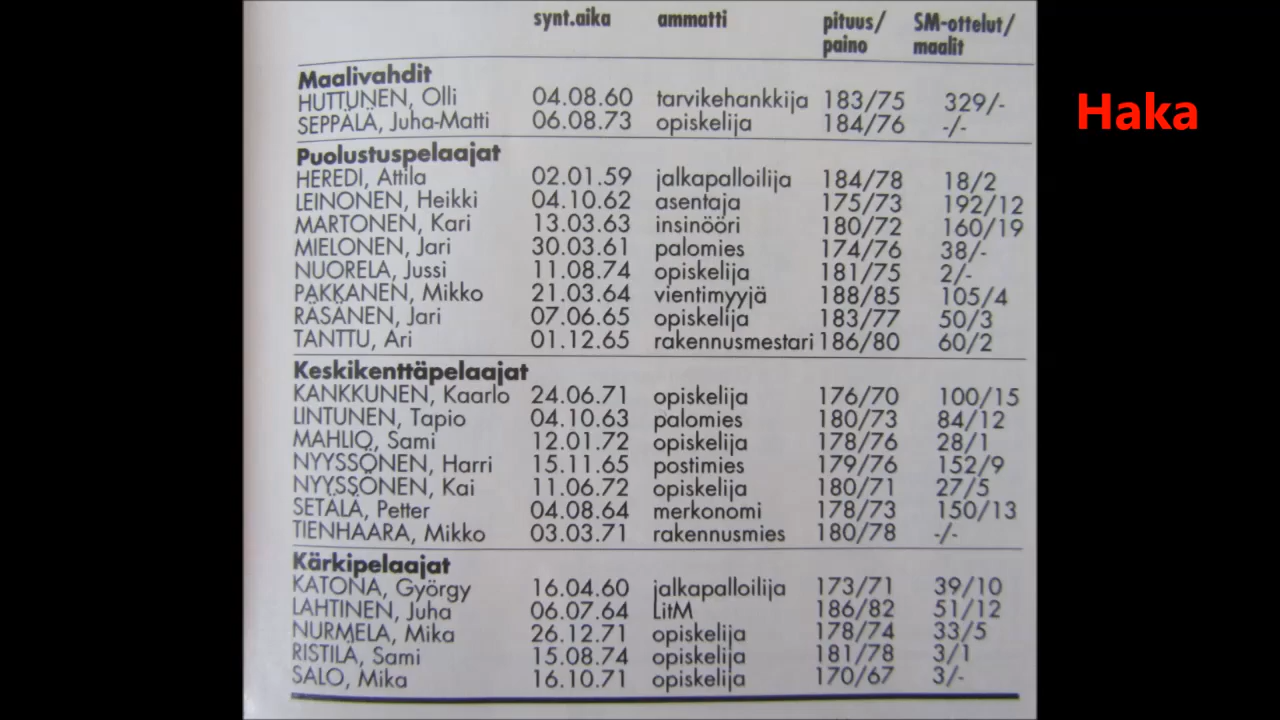 synt.aika ammatti pituus/ SM-ottelut/
paino maalit
Haka
Maalivahdit
HUTTUNEN, Olli 04.08.60 tarvikehankkija 183/75 329/-
SEPPÄLÄ, Juha-Matti 06.08.73 opiskelija 184/76 -/-
Puolustuspelaajat
HEREDI, Attila 02.01.59 jalkapalloilija 184/78 18/2
LEINONEN, Heikki 04.10.62 asentaja 175/73 192/12
MARTONEN, Kari 13.03.63 insinööri 180/72 160/19
MIELONEN, Jari 30.03.61 palomies 174/76 38/-
NUORELA, Jussi 11.08.74 opiskelija 181/75 2/-
PAKKANEN, Mikko 21.03.64 vientimyyjä 188/85 105/4
RÄSÄNEN, Jari 07.06.65 opiskelija 183/77 50/3
TANTTU, Ari 01.12.65 rakennusmestari 186/80 60/2
Keskikenttäpelaajat
KANKKUNEN, Kaarlo 24.06.71 opiskelija 176/70 100/15
LINTUNEN, Tapio 04.10.63 palomies 180/73 84/12
MAHLIO, Sami 12.01.72 opiskelija 178/76 28/1
NYYSSÖNEN, Harri 15.11.65 postimies 179/76 152/9
NYYSSÖNEN, Kai 11.06.72 opiskelija 180/71 27/5
SETÄLÄ, Petter 04.08.64 merkonomi 178/73 150/13
TIENHAARA, Mikko 03.03.71 rakennusmies 180/78 -/-
Kärkipelaajat
KATONA, György 16.04.60 jalkapalloilija 173/71 39/10
LAHTINEN, Juha 06.07.64 LitM 186/82 51/12
NURMELA, Mika 26.12.71 opiskelija 178/74 33/5
RISTILÄ, Sami 15.08.74 opiskelija 181/78 3/1
SALO, Mika 16.10.71 opiskelija 170/67 3/-